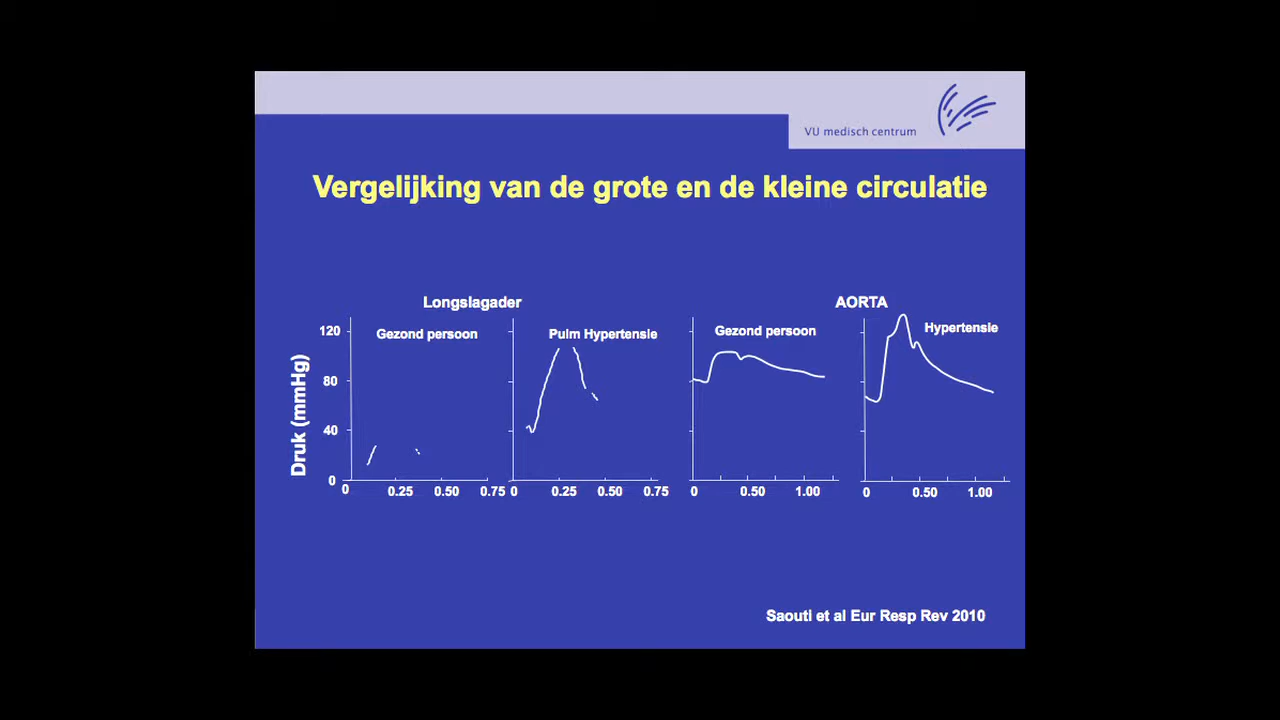 VU medisch centrum
Vergelijking van de grote en de kleine circulatie
Longslagader
AORTA
Gezond persoon
Pulm Hypertensie
Gezond persoon
Hypertensie
Druk (mmHg)
120
80
40
0
0 0.25 0.50 0.75
0 0.25 0.50 0.75
0 0.50 1.00
0 0.50 1.00
Saouti et al Eur Resp Rev 2010